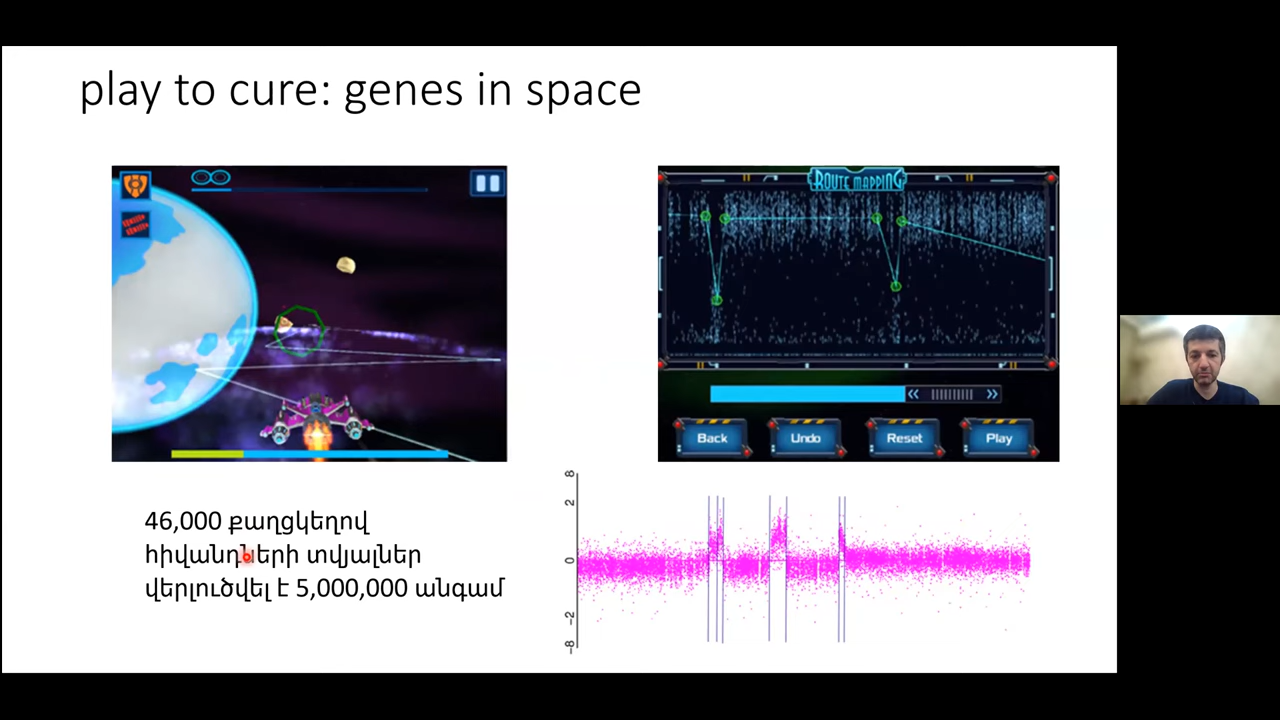 play to cure: genes in space
ROUTE MAPPING
Back
Undo
Reset
Play
46,000 քաղցկեղով
հիվանդների տվյալներ
վերլուծվել է 5,000,000 անգամ
8
2
0
-2
-8